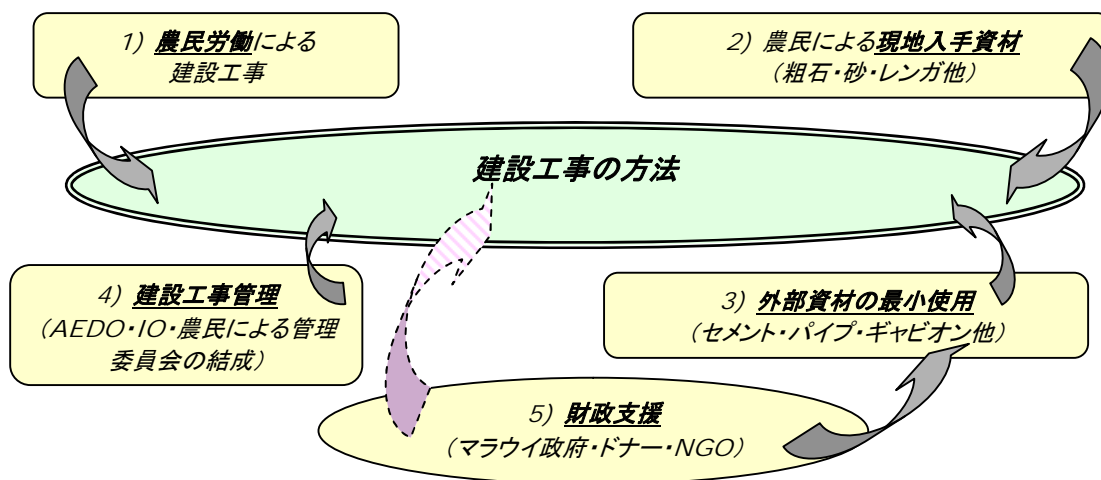 1) 農民労働による
建設工事
2) 農民による現地入手資材
（粗石・砂・レンガ他）
建設工事の方法
4) 建設工事管理
（AEDO・IO・農民による管理
委員会の結成）
3) 外部資材の最小使用
（セメント・パイプ・ギャビオン他）
5) 財政支援
（マラウイ政府・ドナー・NGO）